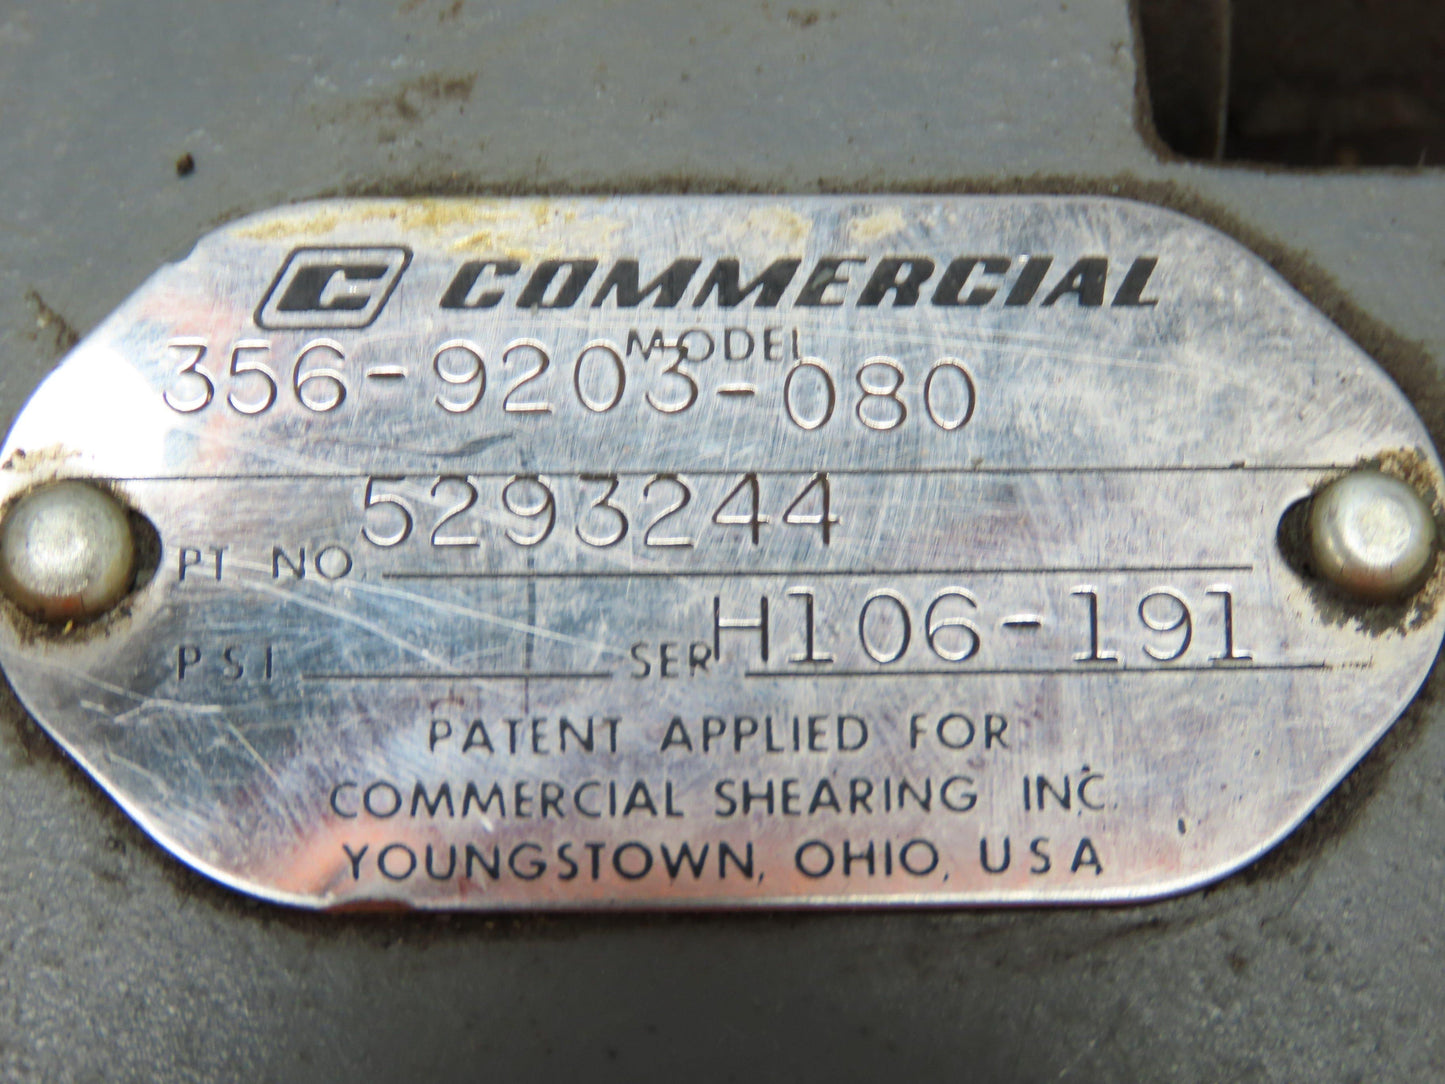 C COMMERCIAL
MODEL
356-9203-080
PT NO 5293244
PSI SER H106-191
PATENT APPLIED FOR
COMMERCIAL SHEARING INC.
YOUNGSTOWN, OHIO, USA